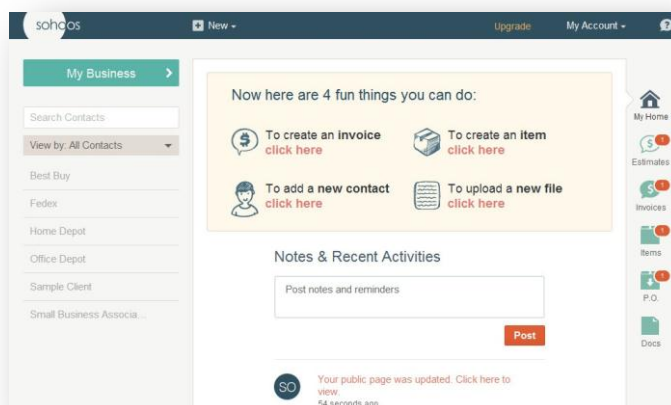 sohoos
New
Upgrade
My Account
?
My Business
Search Contacts
View by: All Contacts
Best Buy
Fedex
Home Depot
Office Depot
Sample Client
Small Business Associa...
Now here are 4 fun things you can do:
To create an invoice
click here
To create an item
click here
To add a new contact
click here
To upload a new file
click here
Notes & Recent Activities
Post notes and reminders
Post
SO
Your public page was updated. Click here to
view.
54 seconds ago
My Home
$
1
Estimates
$
1
Invoices
1
Items
1
P.O.
Docs